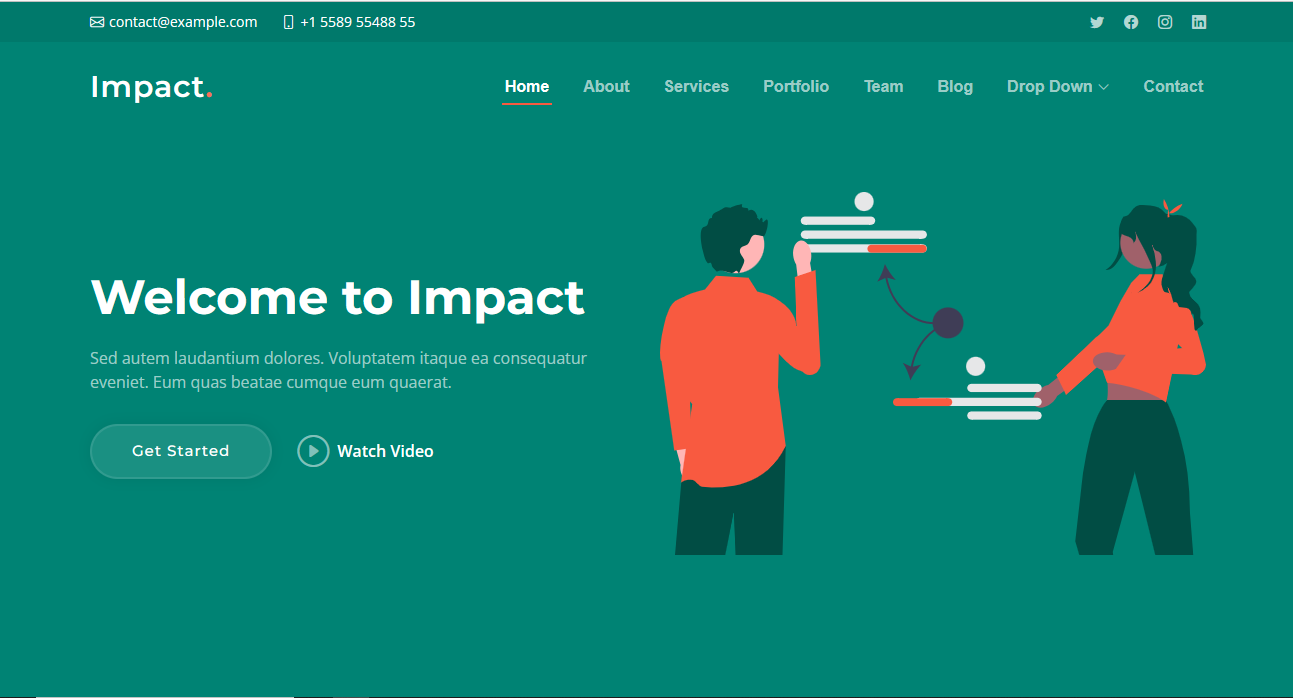 contact@example.com +1 5589 55488 55
Impact.
Home About Services Portfolio Team Blog Drop Down Contact
Welcome to Impact
Sed autem laudantium dolores. Voluptatem itaque ea consequatur
eveniet. Eum quas beatae cumque eum quaerat.
Get Started Watch Video